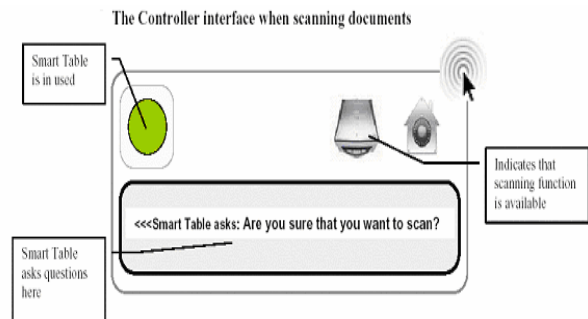 The Controller interface when scanning documents
Smart Table
is in used
Indicates that
scanning function
is available
<<<Smart Table asks: Are you sure that you want to scan?
Smart Table
asks questions
here